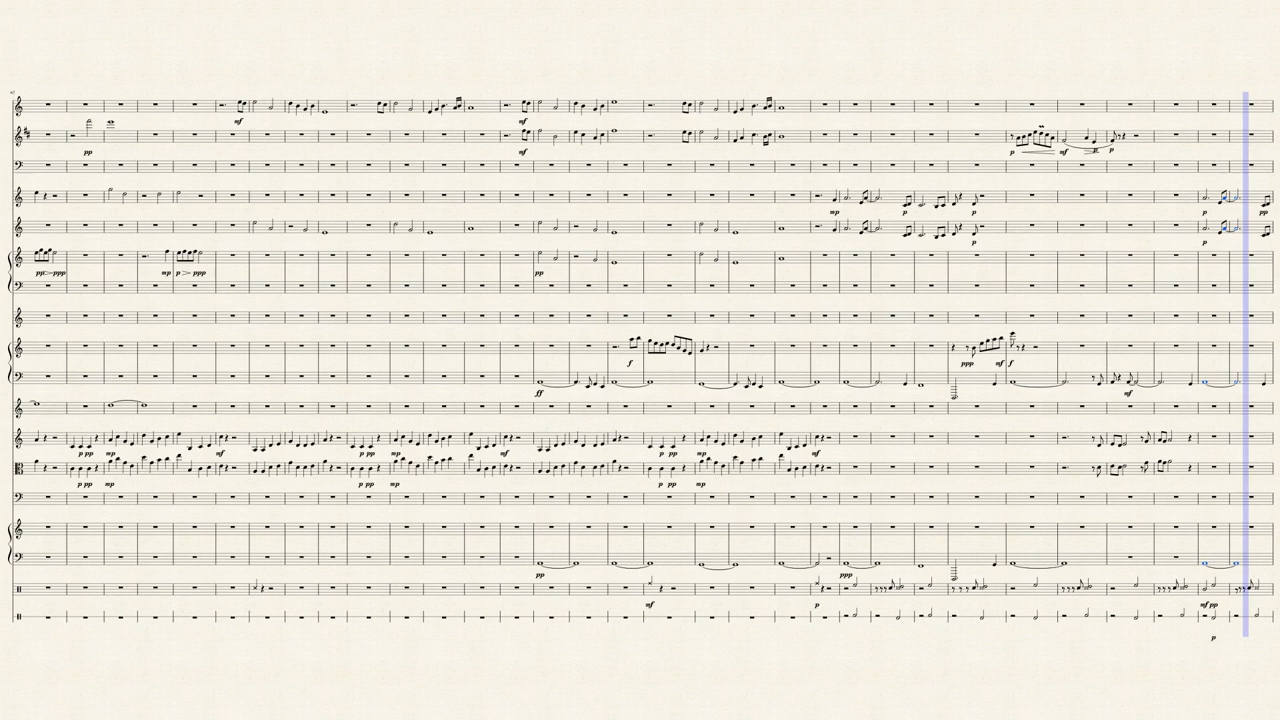 mf mf
pp mf p mf p p
mp p p p pp
p p
pp ppp mp p ppp pp
f ppp mf f
ff mf
p pp mp mf p pp mp mf p pp mp mf
p pp mp p pp mp p pp mp mf
pp ppp
mf p mf pp
p